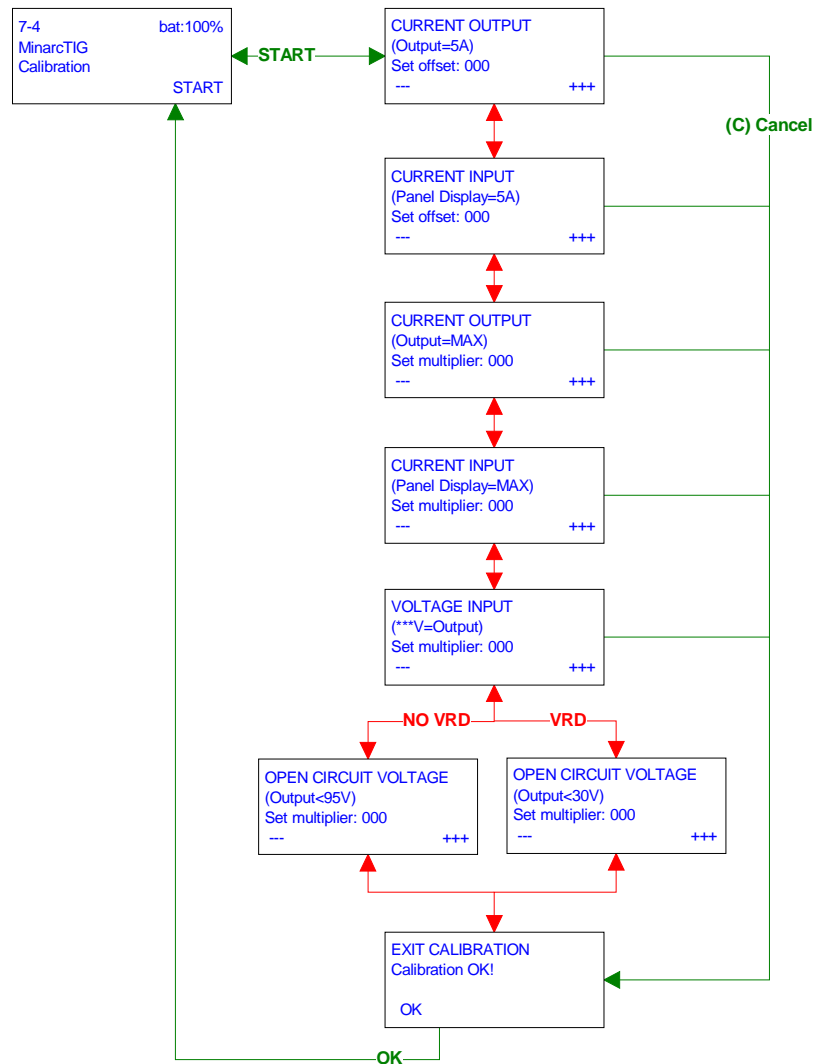 7-4 bat:100%
MinarcTIG
Calibration
START
START
CURRENT OUTPUT
(Output=5A)
Set offset: 000
--- +++
(C) Cancel
CURRENT INPUT
(Panel Display=5A)
Set offset: 000
--- +++
CURRENT OUTPUT
(Output=MAX)
Set multiplier: 000
--- +++
CURRENT INPUT
(Panel Display=MAX)
Set multiplier: 000
--- +++
VOLTAGE INPUT
(***V=Output)
Set multiplier: 000
--- +++
NO VRD
VRD
OPEN CIRCUIT VOLTAGE
(Output<95V)
Set multiplier: 000
--- +++
OPEN CIRCUIT VOLTAGE
(Output<30V)
Set multiplier: 000
--- +++
EXIT CALIBRATION
Calibration OK!
OK
OK